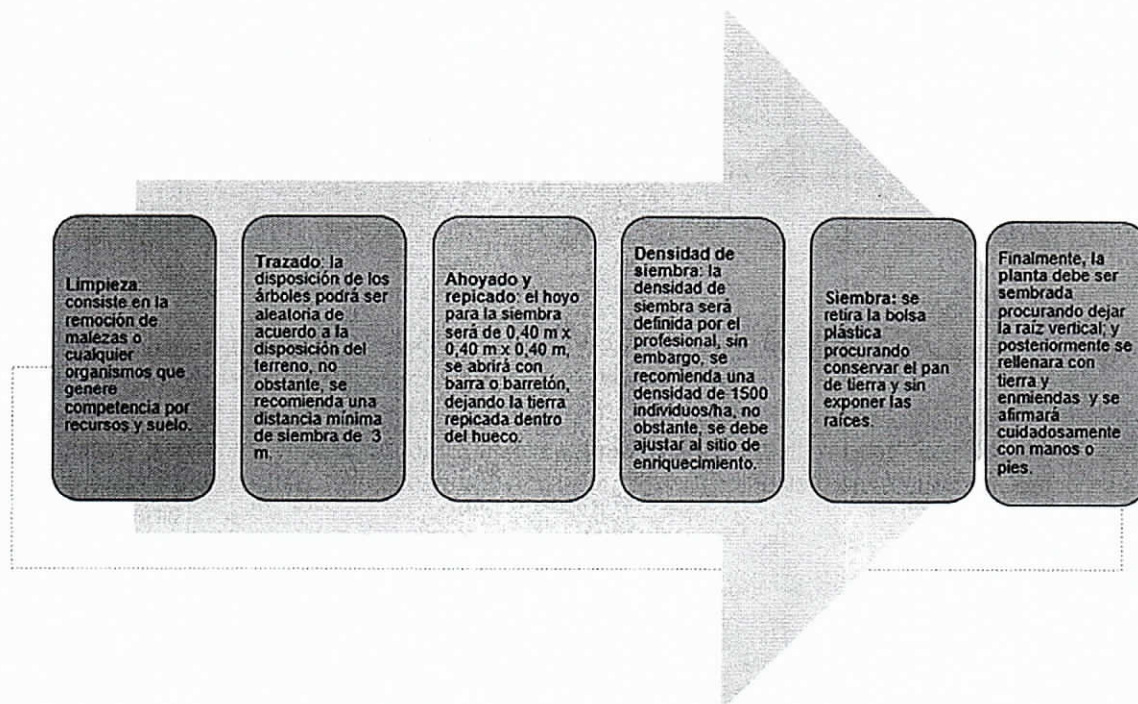 Limpieza:
consiste en la
remoción de
malezas o
cualquier
organismos que
genere
competencia por
recursos y suelo.
Trazado: la
disposición de los
árboles podrá ser
aleatoria de
acuerdo a la
disposición del
terreno, no
obstante, se
recomienda una
distancia mínima
de siembra de 3
m.
Ahoyado y
repicado: el hoyo
para la siembra
será de 0,40 m x
0,40 m x 0,40 m,
se abrirá con
barra o barretón,
dejando la tierra
repicada dentro
del hueco.
Densidad de
siembra: la
densidad de
siembra será
definida por el
profesional, sin
embargo, se
recomienda una
densidad de 1500
individuos/ha, no
obstante, se debe
ajustar al sitio de
enriquecimiento.
Siembra: se
retira la bolsa
plástica
procurando
conservar el pan
de tierra y sin
exponer las
raíces.
Finalmente, la
planta debe ser
sembrada
procurando dejar
la raíz vertical; y
posteriormente se
rellenara con
tierra y
enmiendas y se
afirmará
cuidadosamente
con manos o
pies.